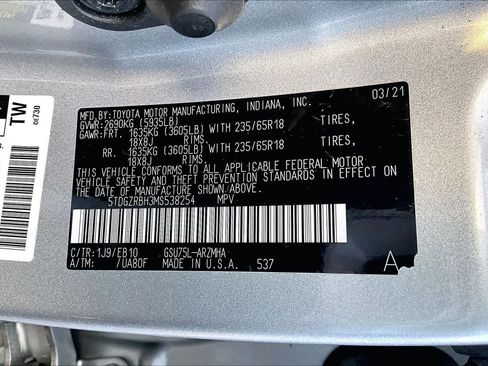 MFD.BY:TOYOTA MOTOR MANUFACTURING, INDIANA, INC. 03/21
GVWR:2690KG (5935LB)
GAWR:FRT. 1635KG (3605LB) WITH 235/65R18 TIRES,
18X8J RIMS.
RR. 1635KG (3605LB) WITH 235/65R18 TIRES,
18X8J RIMS.
THIS VEHICLE CONFORMS TO ALL APPLICABLE FEDERAL MOTOR
VEHICLE SAFETY AND THEFT PREVENTION STANDARDS IN EFFECT ON
THE DATE OF MANUFACTURE SHOWN ABOVE.
5TDGZRBH3MS538254 MPV
C/TR:1J9/EB10 GSU75L-ARZMHA
A/TM: /UA80F MADE IN U.S.A. 537 A
TW
0E730